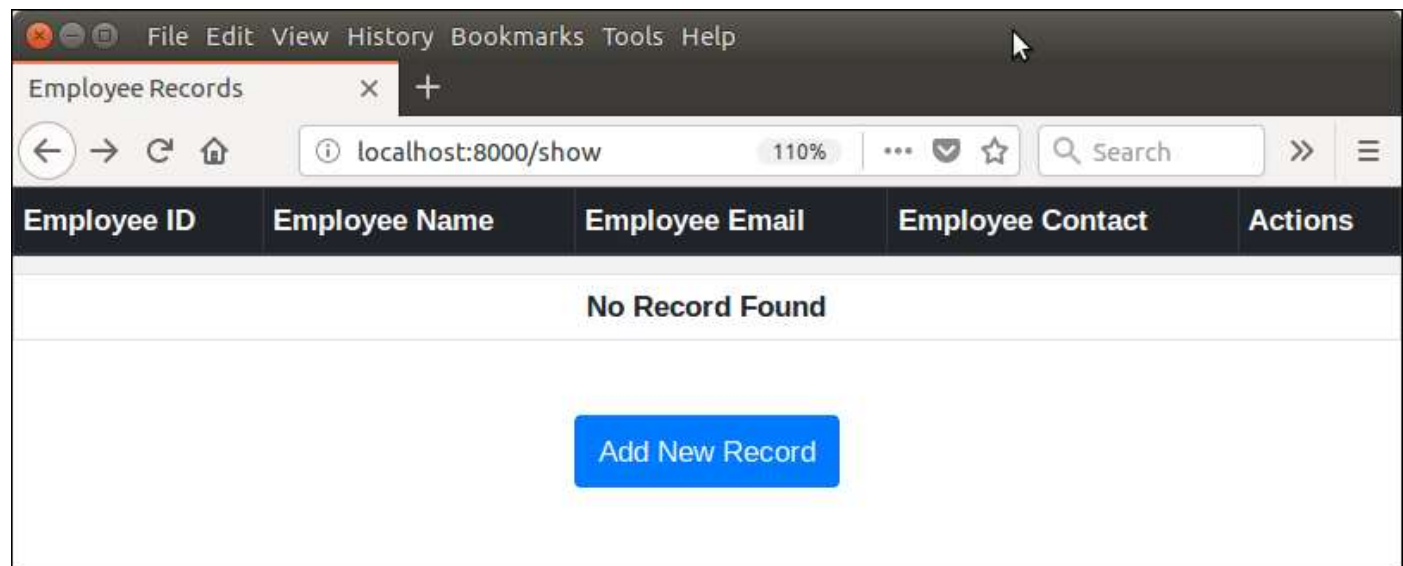 File Edit View History Bookmarks Tools Help
Employee Records
localhost:8000/show 110% Search
Employee ID Employee Name Employee Email Employee Contact Actions
No Record Found
Add New Record